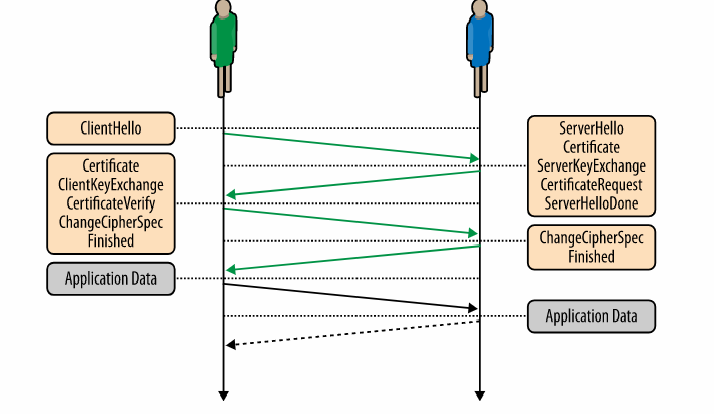 ClientHello
ServerHello
Certificate
ServerKeyExchange
CertificateRequest
ServerHelloDone
Certificate
ClientKeyExchange
CertificateVerify
ChangeCipherSpec
Finished
ChangeCipherSpec
Finished
Application Data
Application Data